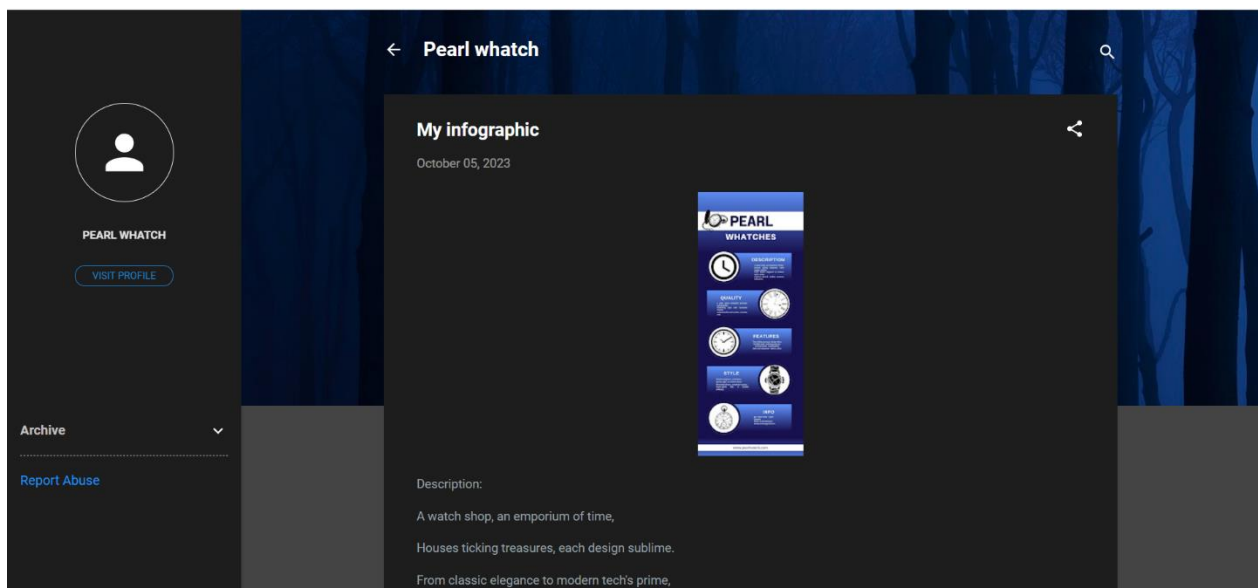 Pearl whatch
My infographic
October 05, 2023
PEARL WHATCH
VISIT PROFILE
Archive
Report Abuse
PEARL
WHATCHES
DESCRIPTION
QUALITY
FEATURES
STYLE
INFO
Description:
A watch shop, an emporium of time,
Houses ticking treasures, each design sublime.
From classic elegance to modern tech's prime,